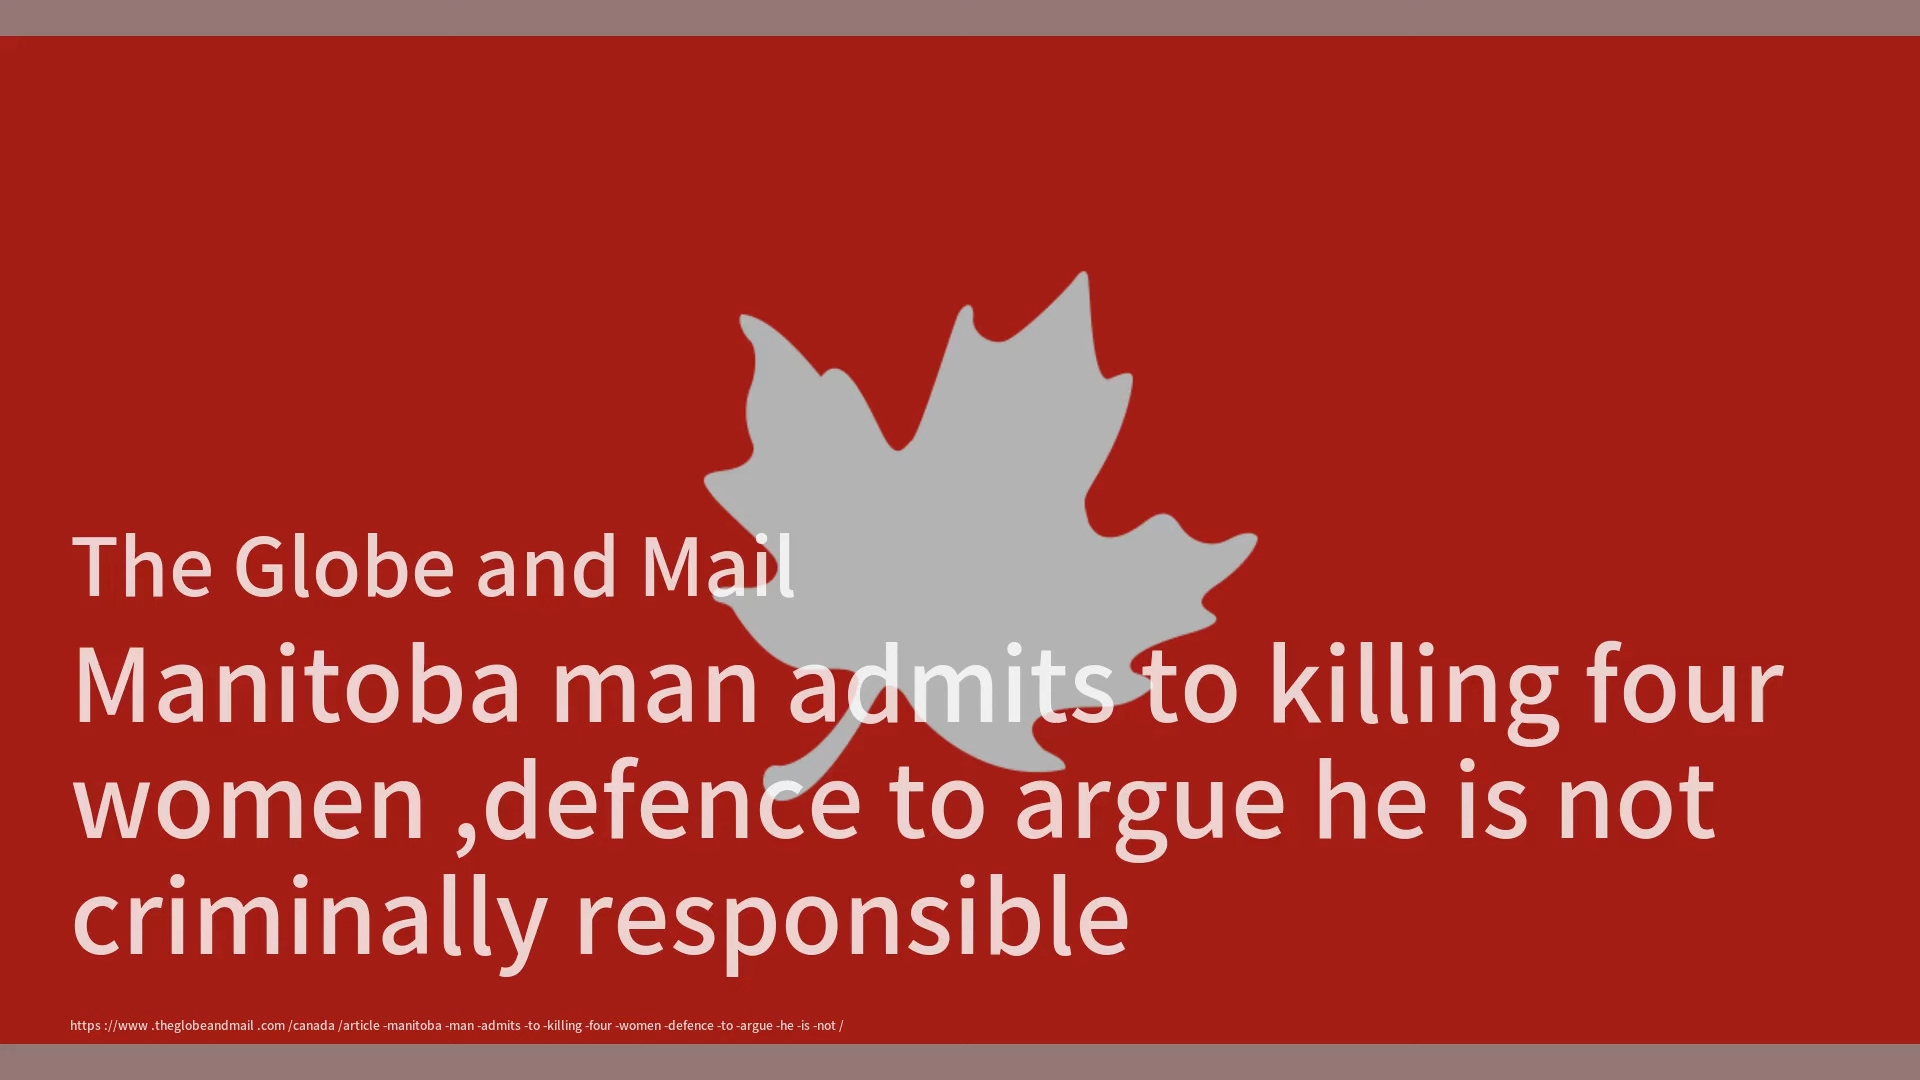 The Globe and Mail
Manitoba man admits to killing four
women ,defence to argue he is not
criminally responsible
https ://www .theglobeandmail .com /canada /article -manitoba -man -admits -to -killing -four -women -defence -to -argue -he -is -not /